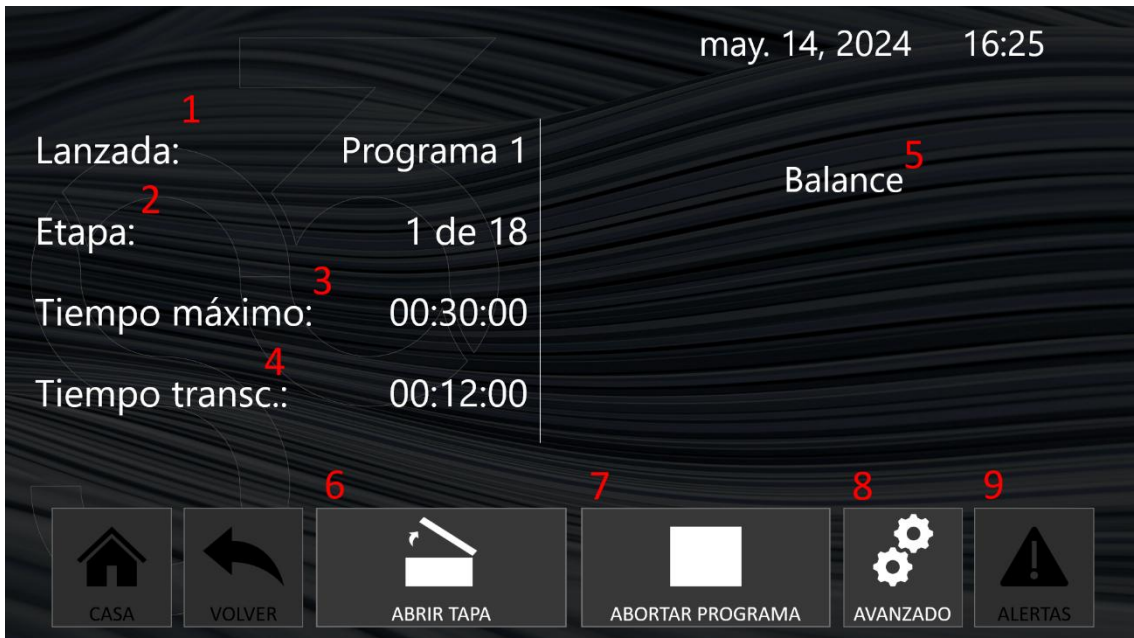 may. 14, 2024 16:25
1
Lanzada: Programa 1
5
Balance
2
Etapa: 1 de 18
3
Tiempo máximo: 00:30:00
4
Tiempo transc.: 00:12:00
6 7 8 9
CASA VOLVER ABRIR TAPA ABORTAR PROGRAMA AVANZADO ALERTAS